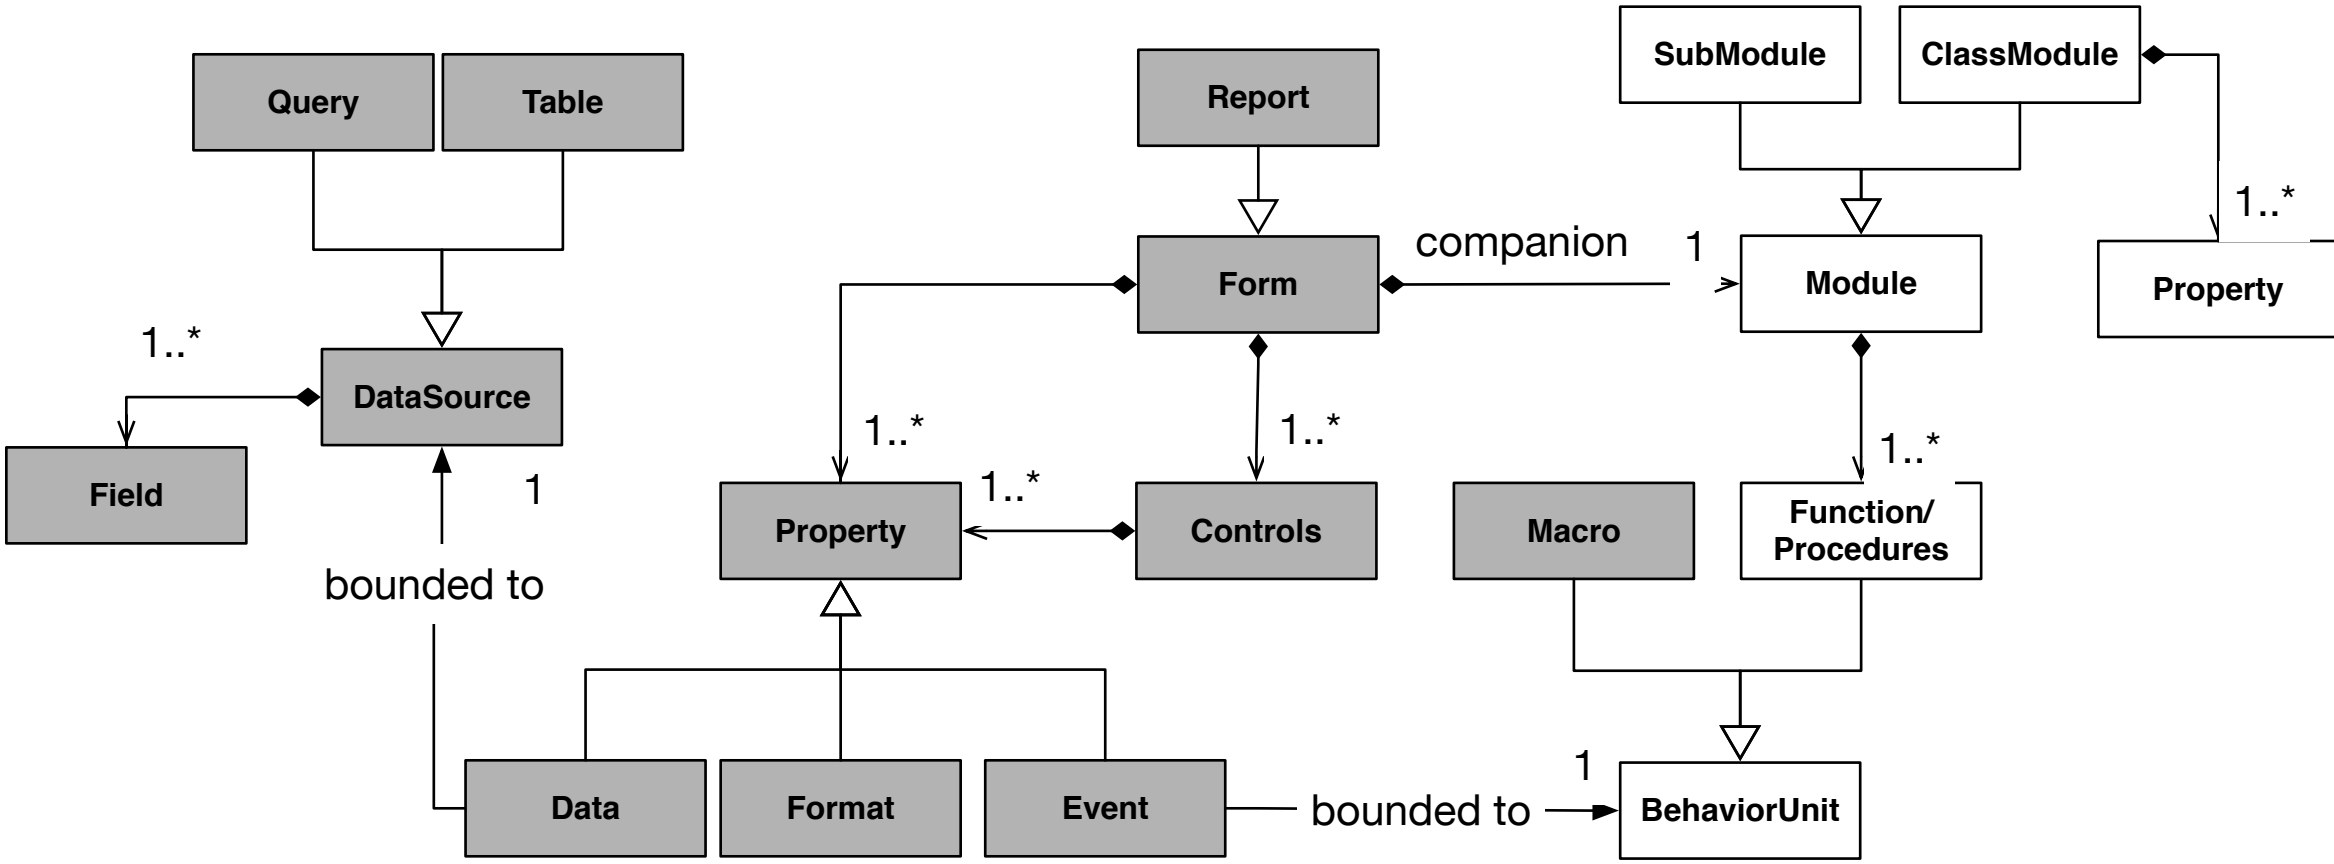 SubModule
ClassModule
Query
Table
Report
1..*
companion
1
Form
Module
Property
1..*
DataSource
1..*
1..*
1..*
1..*
1
Field
Property
Controls
Macro
Function/
Procedures
bounded to
1
Data
Format
Event
bounded to
BehaviorUnit